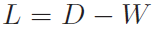 L = D − W